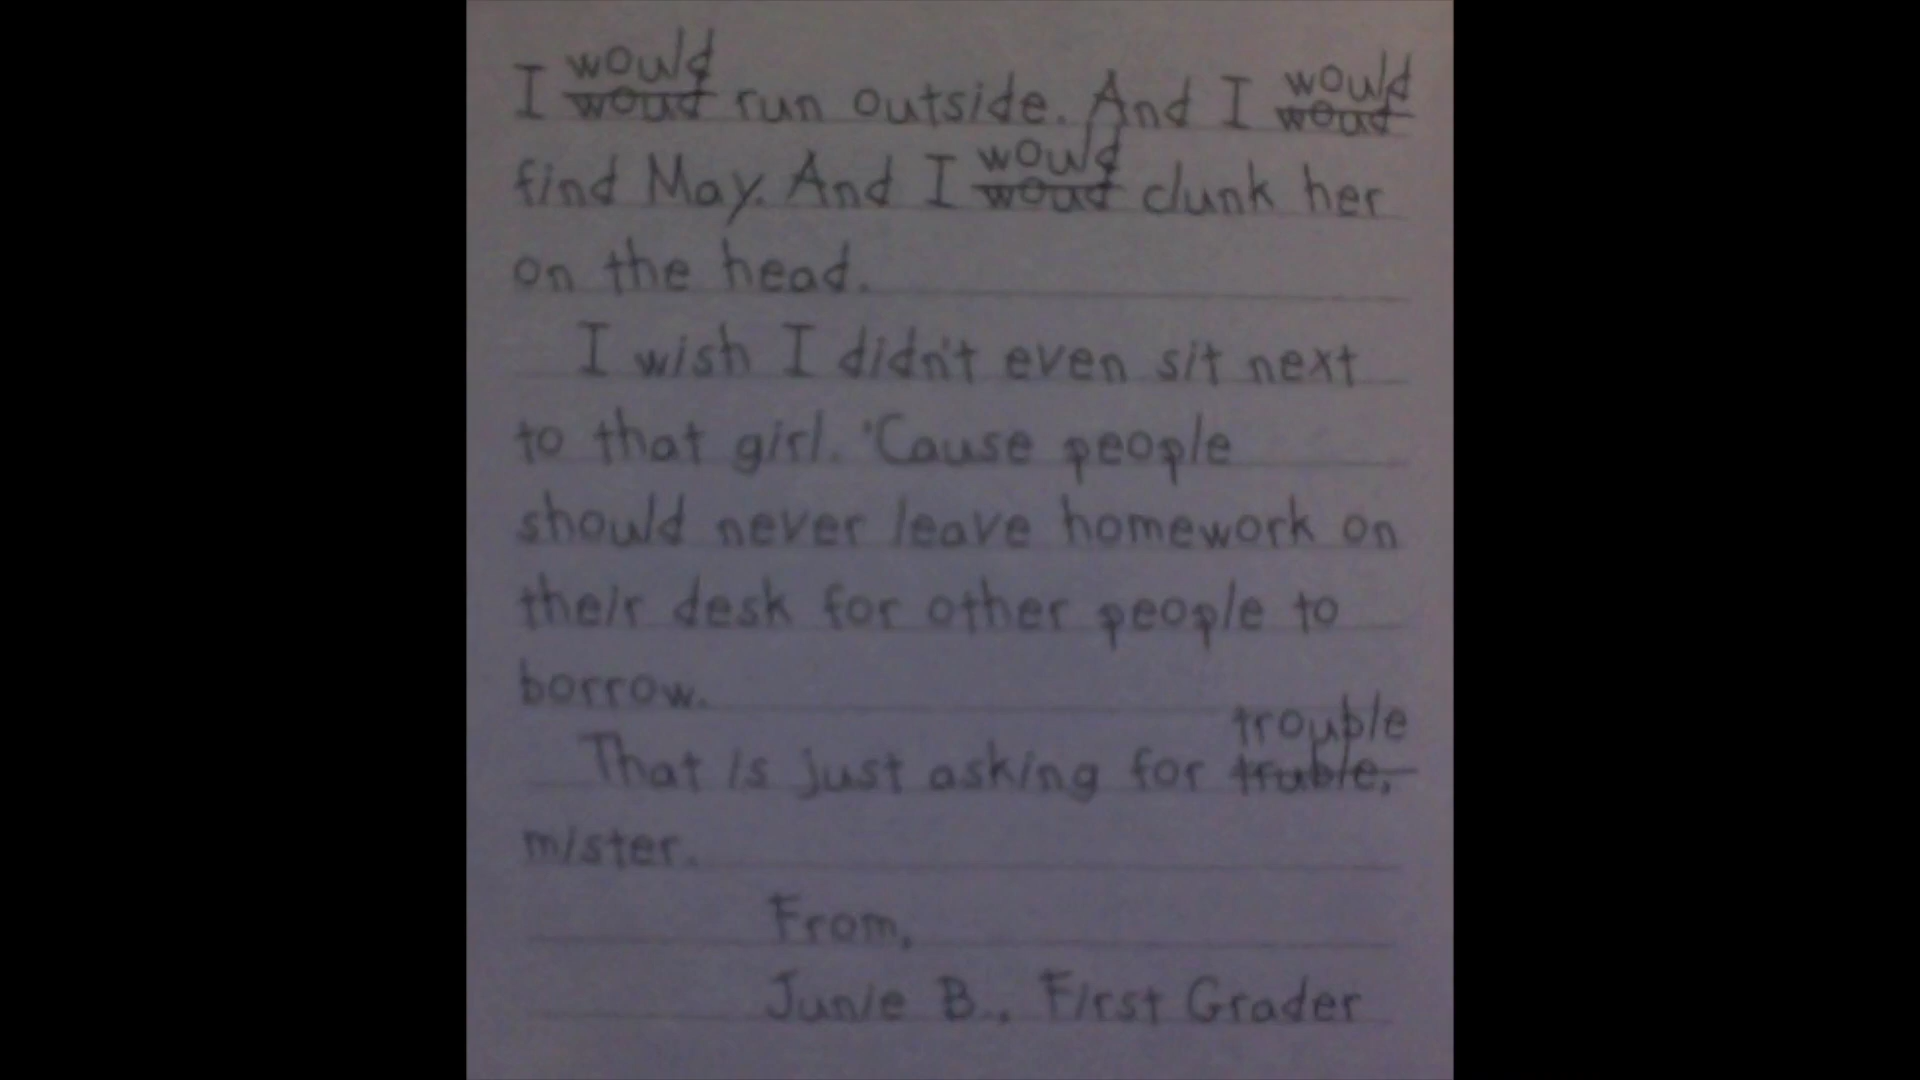 would would
I woud run outside. And I woud
would
find May. And I woud clunk her
on the head.
I wish I didn't even sit next
to that girl. 'Cause people
should never leave homework on
their desk for other people to
borrow.
trouble
That is just asking for truble,
mister.
From,
Junie B., First Grader